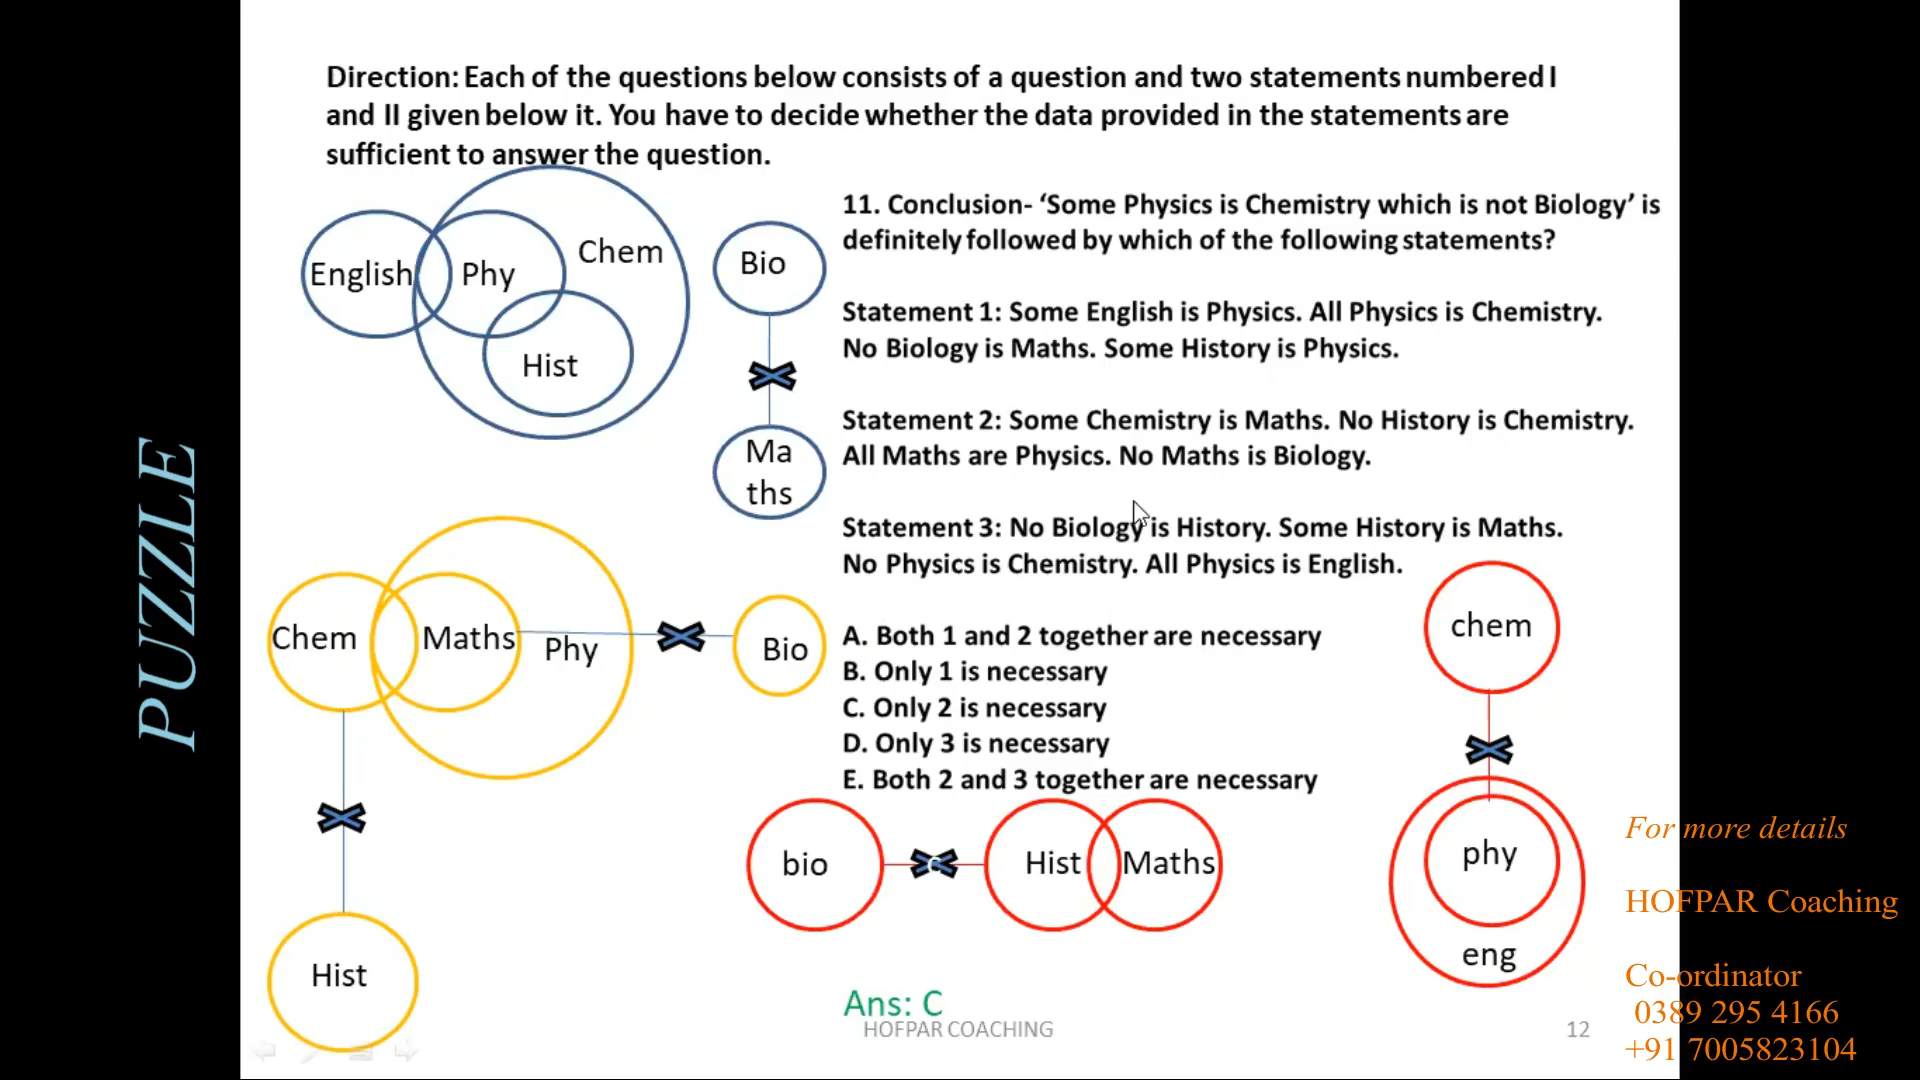 Direction: Each of the questions below consists of a question and two statements numbered I
and II given below it. You have to decide whether the data provided in the statements are
sufficient to answer the question.
English
Phy
Chem
Hist
Bio
Ma
ths
11. Conclusion- ‘Some Physics is Chemistry which is not Biology’ is
definitely followed by which of the following statements?
Statement 1: Some English is Physics. All Physics is Chemistry.
No Biology is Maths. Some History is Physics.
Statement 2: Some Chemistry is Maths. No History is Chemistry.
All Maths are Physics. No Maths is Biology.
Statement 3: No Biology is History. Some History is Maths.
No Physics is Chemistry. All Physics is English.
A. Both 1 and 2 together are necessary
B. Only 1 is necessary
C. Only 2 is necessary
D. Only 3 is necessary
E. Both 2 and 3 together are necessary
PUZZLE
Chem
Maths
Phy
Bio
Hist
bio
c
Hist
Maths
chem
phy
eng
Ans: C
HOFPAR COACHING
12
For more details
HOFPAR Coaching
Co-ordinator
0389 295 4166
+91 7005823104